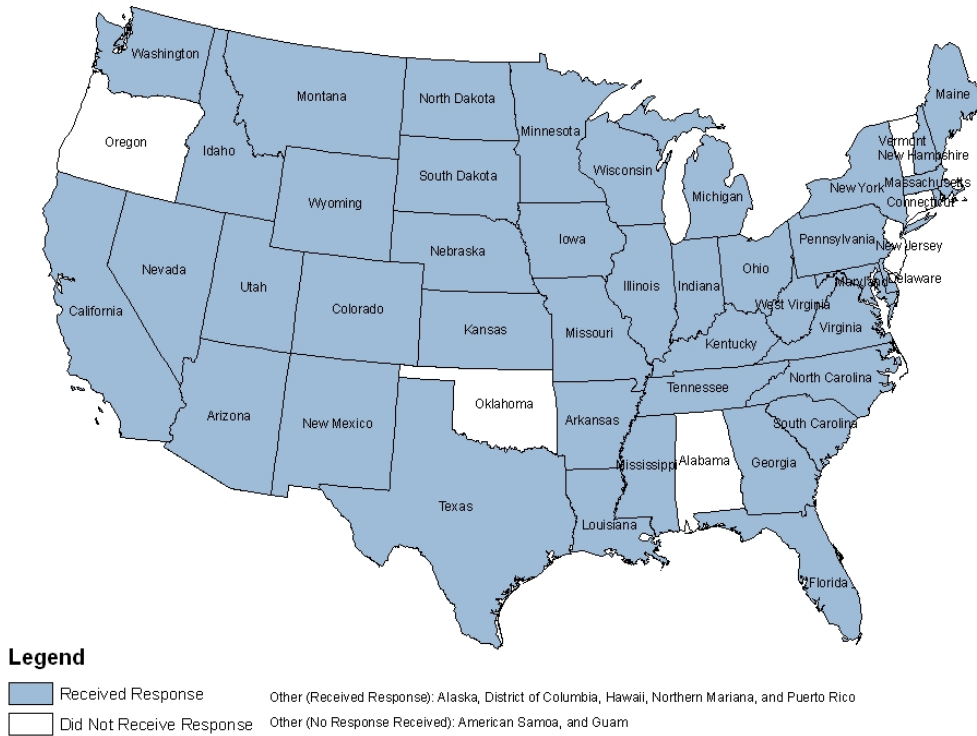 Washington
Montana
North Dakota
Minnesota
Maine
Oregon
Idaho
Vermont
New Hampshire
Wisconsin
South Dakota
Michigan
New York
Massachusetts
Connecticut
Wyoming
Iowa
Pennsylvania
New Jersey
Nebraska
Ohio
Nevada
Utah
Illinois
Indiana
Maryland
Delaware
California
Colorado
West Virginia
Virginia
Kansas
Missouri
Kentucky
North Carolina
Tennessee
Oklahoma
Arizona
New Mexico
Arkansas
South Carolina
Mississippi
Alabama
Georgia
Texas
Louisiana
Florida
Legend
Received Response
Other (Received Response): Alaska, District of Columbia, Hawaii, Northern Mariana, and Puerto Rico
Did Not Receive Response
Other (No Response Received): American Samoa, and Guam